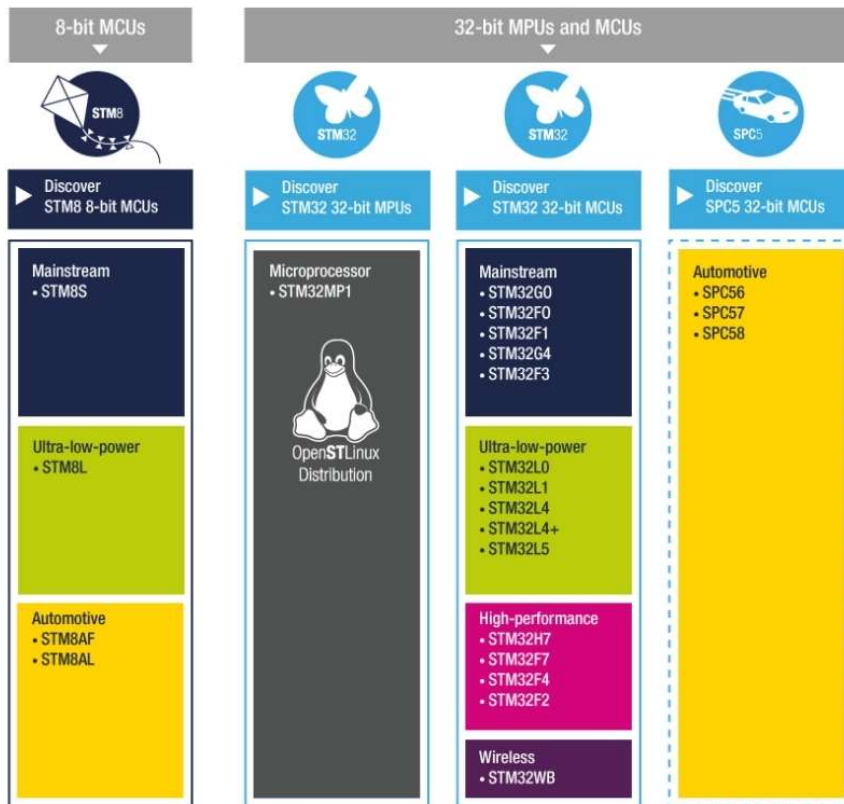 8-bit MCUs
32-bit MPUs and MCUs
STM8
STM32
STM32
SPC5
Discover
STM8 8-bit MCUs
Discover
STM32 32-bit MPUs
Discover
STM32 32-bit MCUs
Discover
SPC5 32-bit MCUs
Mainstream
• STM8S
Ultra-low-power
• STM8L
Automotive
• STM8AF
• STM8AL
Microprocessor
• STM32MP1
OpenSTLinux
Distribution
Mainstream
• STM32G0
• STM32F0
• STM32F1
• STM32G4
• STM32F3
Ultra-low-power
• STM32L0
• STM32L1
• STM32L4
• STM32L4+
• STM32L5
High-performance
• STM32H7
• STM32F7
• STM32F4
• STM32F2
Wireless
• STM32WB
Automotive
• SPC56
• SPC57
• SPC58